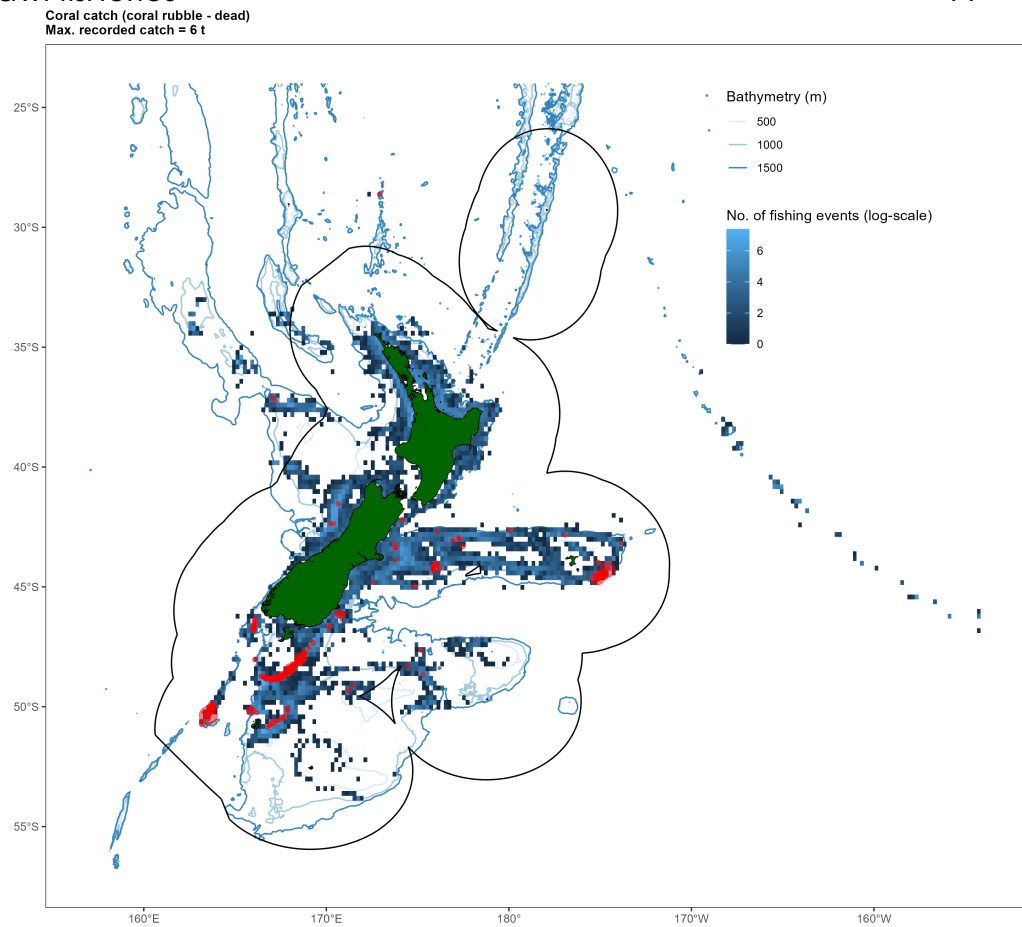 Coral catch (coral rubble - dead)
Max. recorded catch = 6 t
25°S
30°S
35°S
40°S
45°S
50°S
55°S
160°E
170°E
180°
170°W
160°W
Bathymetry (m)
500
1000
1500
No. of fishing events (log-scale)
6
4
2
0